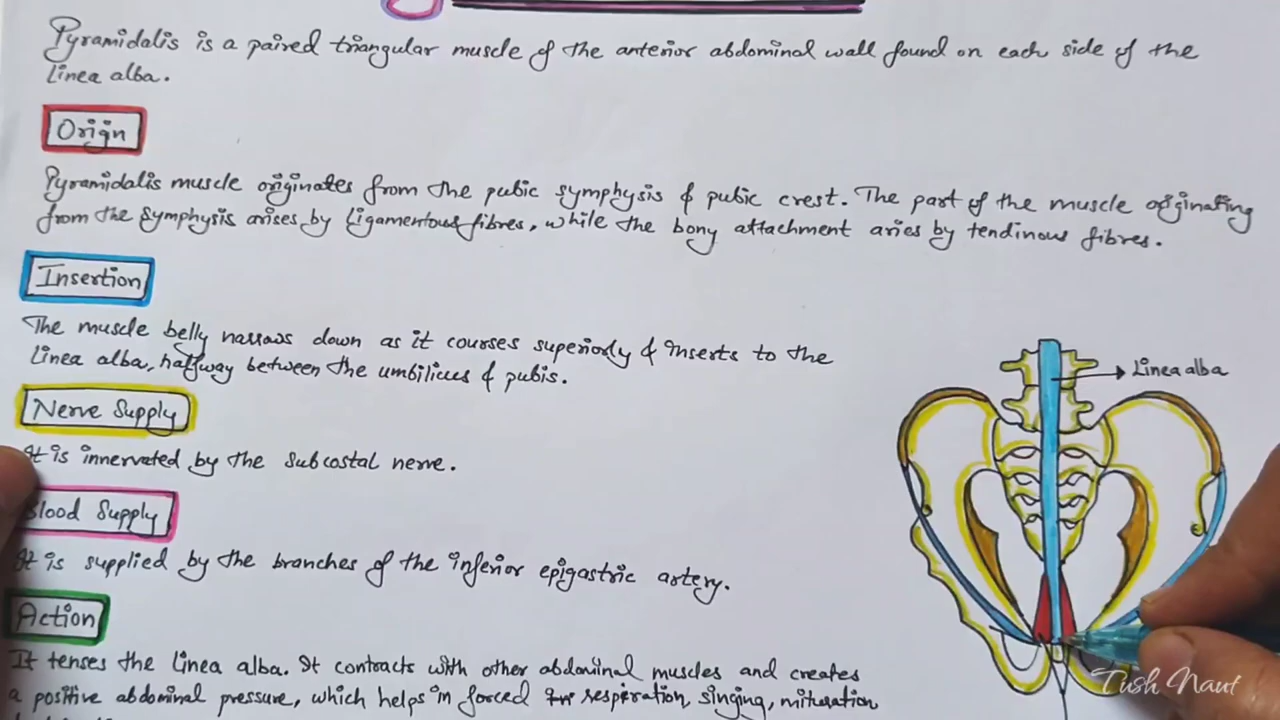 Pyramidalis is a paired triangular muscle of the anterior abdominal wall found on each side of the
Linea alba.
Origin
Pyramidalis muscle originates from the pubic symphysis & pubic crest. The part of the muscle originating
from the symphysis arises by ligamentous fibres, while the bony attachment aries by tendinous fibres.
Insertion
The muscle belly narrows down as it courses superiorly & inserts to the
Linea alba, halfway between the umbilicus & pubis.
Linea alba
Nerve Supply
It is innervated by the subcostal nerve.
Blood Supply
It is supplied by the branches of the inferior epigastric artery.
Action
It tenses the linea alba. It contracts with other abdominal muscles and creates
a positive abdominal pressure, which helps in forced respiration, singing, mituration
Tush Naut